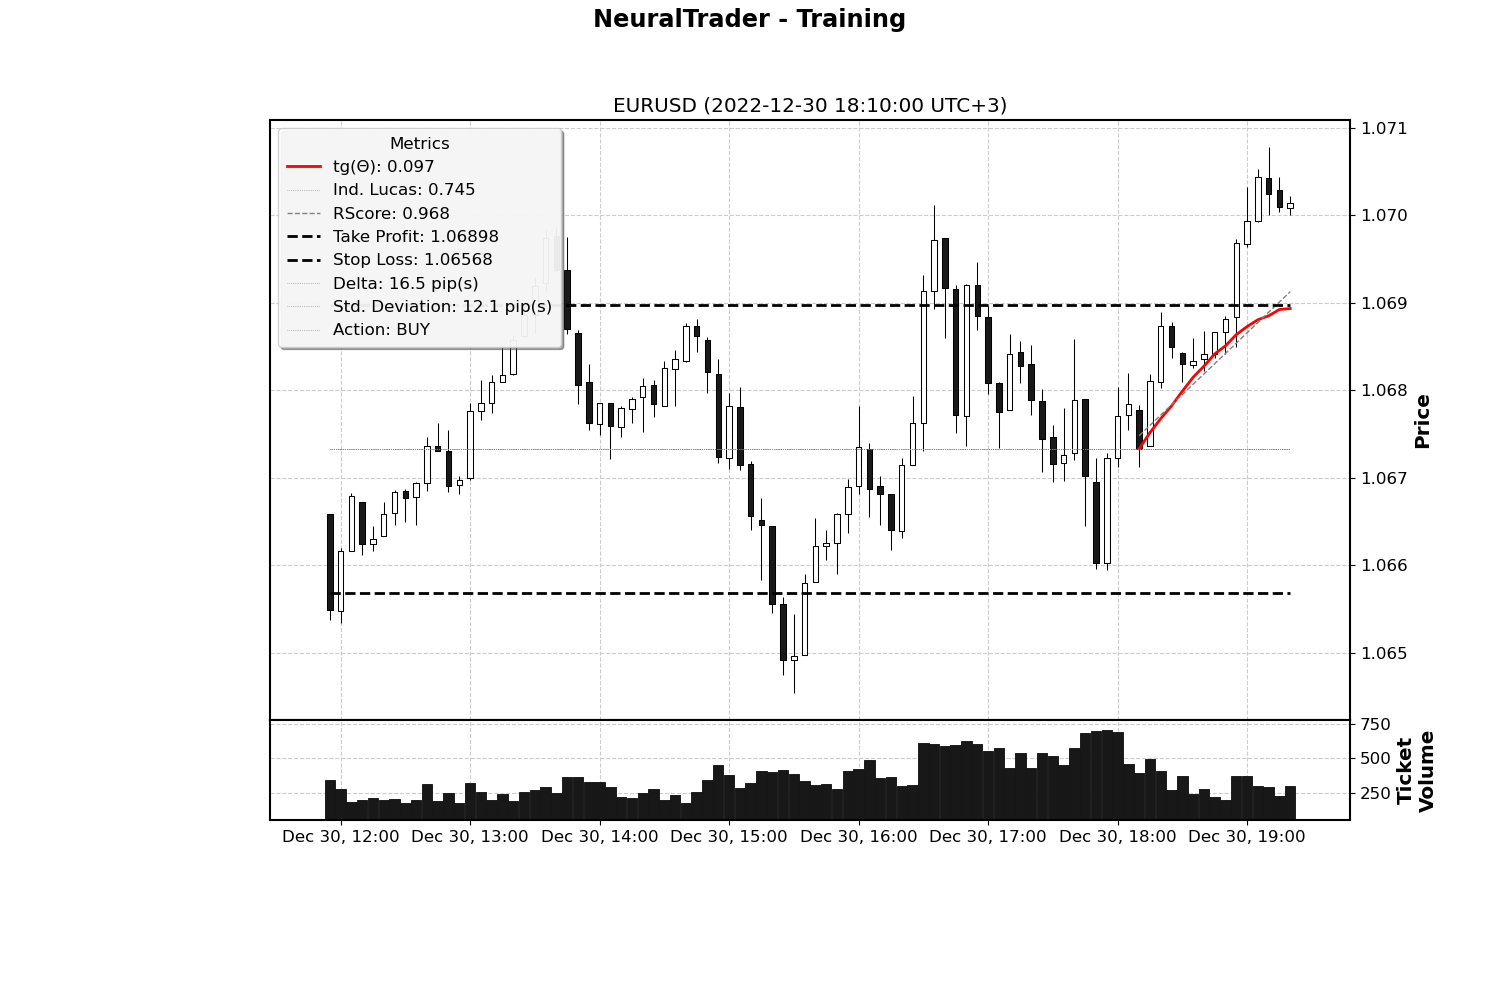 NeuralTrader - Training
EURUSD (2022-12-30 18:10:00 UTC+3)
Metrics
tg(Θ): 0.097
Ind. Lucas: 0.745
RScore: 0.968
Take Profit: 1.06898
Stop Loss: 1.06568
Delta: 16.5 pip(s)
Std. Deviation: 12.1 pip(s)
Action: BUY
1.071
1.070
1.069
1.068
1.067
1.066
1.065
Price
750
500
250
Ticket
Volume
Dec 30, 12:00 Dec 30, 13:00 Dec 30, 14:00 Dec 30, 15:00 Dec 30, 16:00 Dec 30, 17:00 Dec 30, 18:00 Dec 30, 19:00